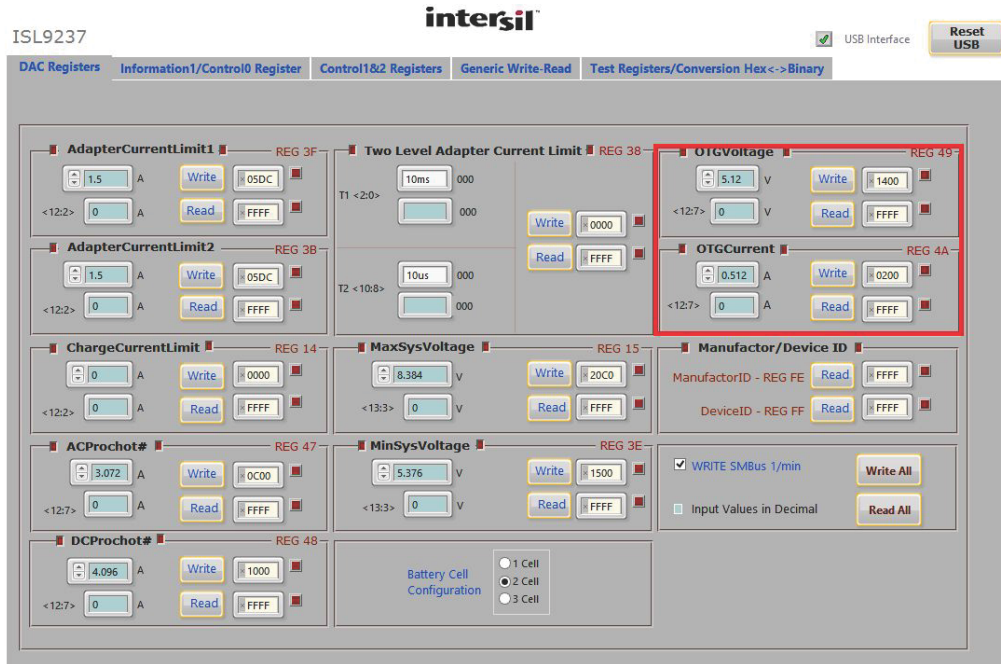 intersil™
ISL9237
USB Interface
Reset USB
DAC Registers
Information1/Control0 Register
Control1&2 Registers
Generic Write-Read
Test Registers/Conversion Hex<->Binary
AdapterCurrentLimit1 REG 3F
1.5 A Write x 05DC
<12:2> 0 A Read x FFFF
AdapterCurrentLimit2 REG 3B
1.5 A Write x 05DC
<12:2> 0 A Read x FFFF
ChargeCurrentLimit REG 14
0 A Write x 0000
<12:2> 0 A Read x FFFF
ACProchot# REG 47
3.072 A Write x 0C00
<12:7> 0 A Read x FFFF
DCProchot# REG 48
4.096 A Write x 1000
<12:7> 0 A Read x FFFF
Two Level Adapter Current Limit REG 38
10ms 000
T1 <2:0>
000
Write x 0000
Read x FFFF
10us 000
T2 <10:8>
000
MaxSysVoltage REG 15
8.384 V Write x 20C0
<13:3> 0 V Read x FFFF
MinSysVoltage REG 3E
5.376 V Write x 1500
<13:3> 0 V Read x FFFF
Battery Cell
Configuration
1 Cell
2 Cell
3 Cell
OTGVoltage REG 49
5.12 V Write x 1400
<12:7> 0 V Read x FFFF
OTGCurrent REG 4A
0.512 A Write x 0200
<12:7> 0 A Read x FFFF
Manufactor/Device ID
ManufactorID - REG FE Read x FFFF
DeviceID - REG FF Read x FFFF
WRITE SMBus 1/min
Write All
Input Values in Decimal
Read All